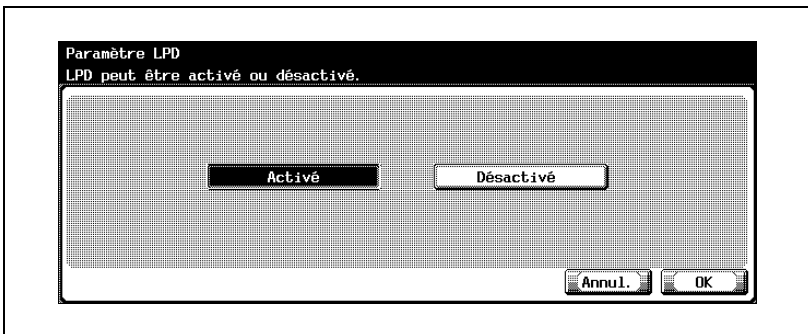 Paramètre LPD
LPD peut être activé ou désactivé.
Activé
Désactivé
Annul.
OK